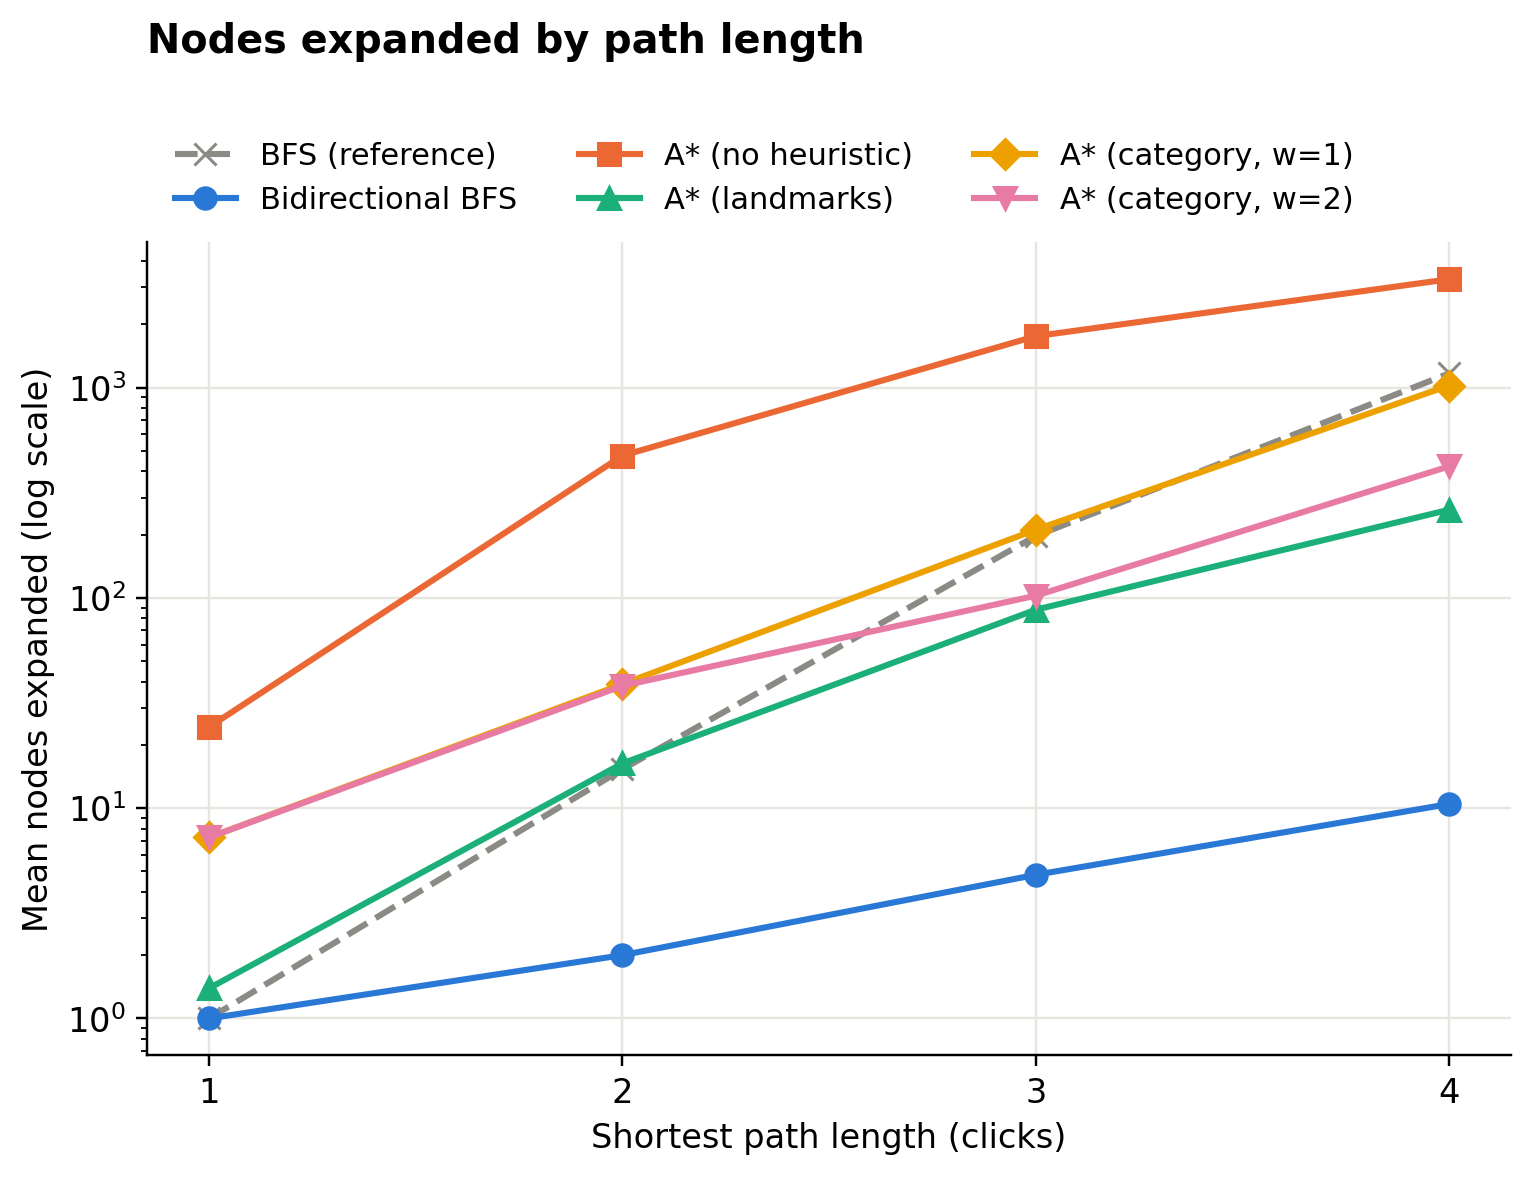 Nodes expanded by path length
BFS (reference)
Bidirectional BFS
A* (no heuristic)
A* (landmarks)
A* (category, w=1)
A* (category, w=2)
Mean nodes expanded (log scale)
10³
10²
10¹
10⁰
1 2 3 4
Shortest path length (clicks)